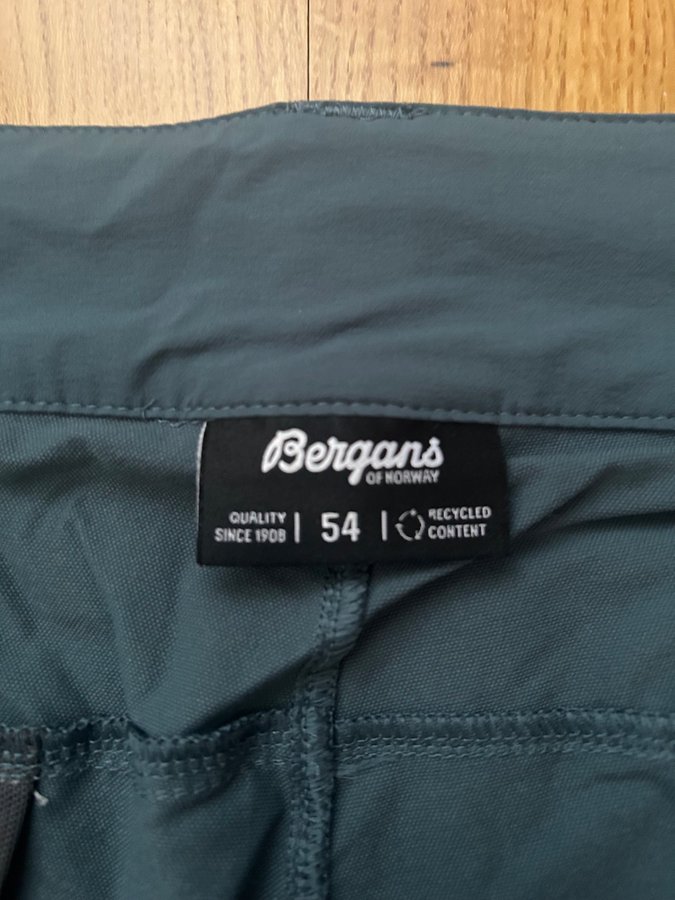 Bergans
OF NORWAY
QUALITY
SINCE 1908
54
RECYCLED
CONTENT